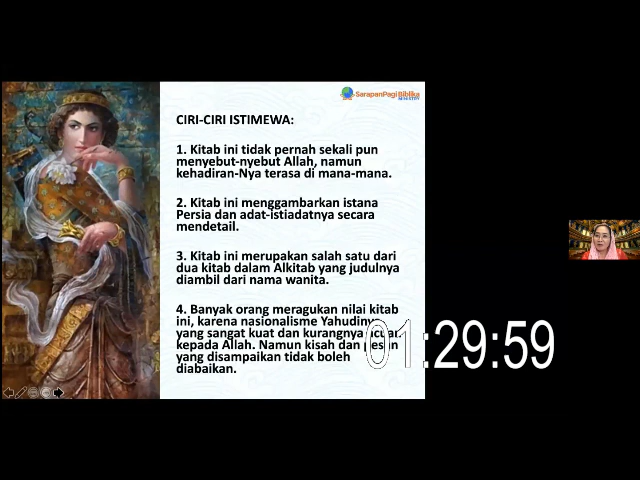 SarapanPagi Biblika
MINISTRY
CIRI-CIRI ISTIMEWA:
1. Kitab ini tidak pernah sekali pun
menyebut-nyebut Allah, namun
kehadiran-Nya terasa di mana-mana.
2. Kitab ini menggambarkan istana
Persia dan adat-istiadatnya secara
mendetail.
3. Kitab ini merupakan salah satu dari
dua kitab dalam Alkitab yang judulnya
diambil dari nama wanita.
4. Banyak orang meragukan nilai kitab
ini, karena nasionalisme
yang sangat kuat dan kurangnya
kepada Allah. Namun kisah dan pesan
yang disampaikan tidak boleh
diabaikan.
01:29:59